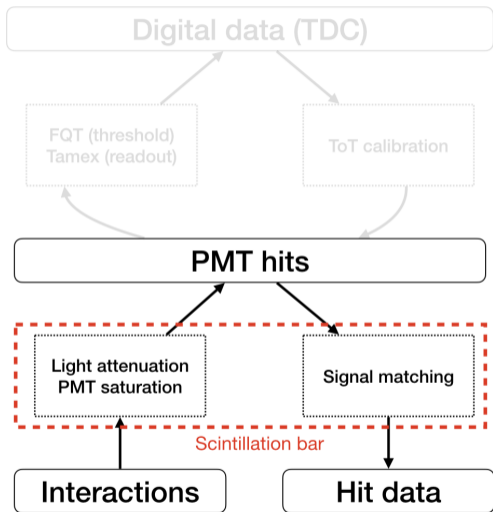 Digital data (TDC)
FQT (threshold)
Tamex (readout)
ToT calibration
PMT hits
Light attenuation
PMT saturation
Signal matching
Scintillation bar
Interactions
Hit data